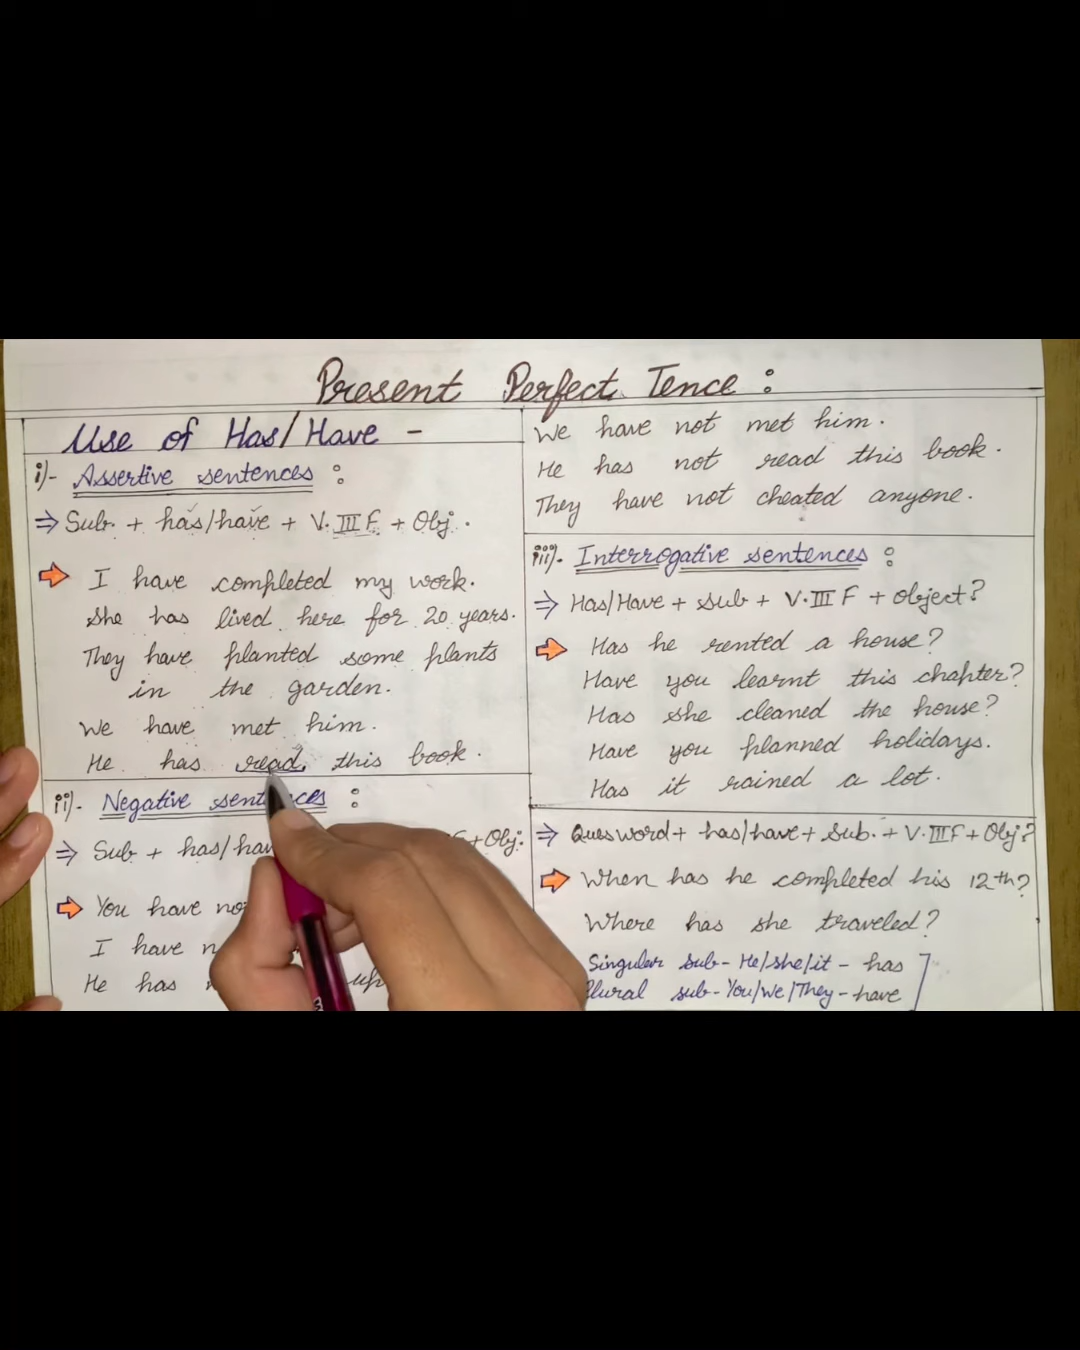 Present Perfect Tence :
Use of Has/Have -
i)- Assertive sentences :
⇒ Sub. + has/have + V.III F. + Obj.
I have completed my work.
She has lived here for 20 years.
They have planted some plants
in the garden.
We have met him.
He has read this book.
ii)- Negative sentences :
⇒ Sub + has/hav F + Obj.
You have no
I have n
He has up
We have not met him.
He has not read this book.
They have not cheated anyone.
iii)- Interrogative sentences :
⇒ Has/Have + sub + V.III F + object?
Has he rented a house?
Have you learnt this chapter?
Has she cleaned the house?
Have you planned holidays.
Has it rained a lot.
⇒ Ques word + has/have + sub. + V.III F + Obj?
When has he completed his 12th?
Where has she traveled?
Singular sub - He/she/it - has
Plural sub - You/We/They - have